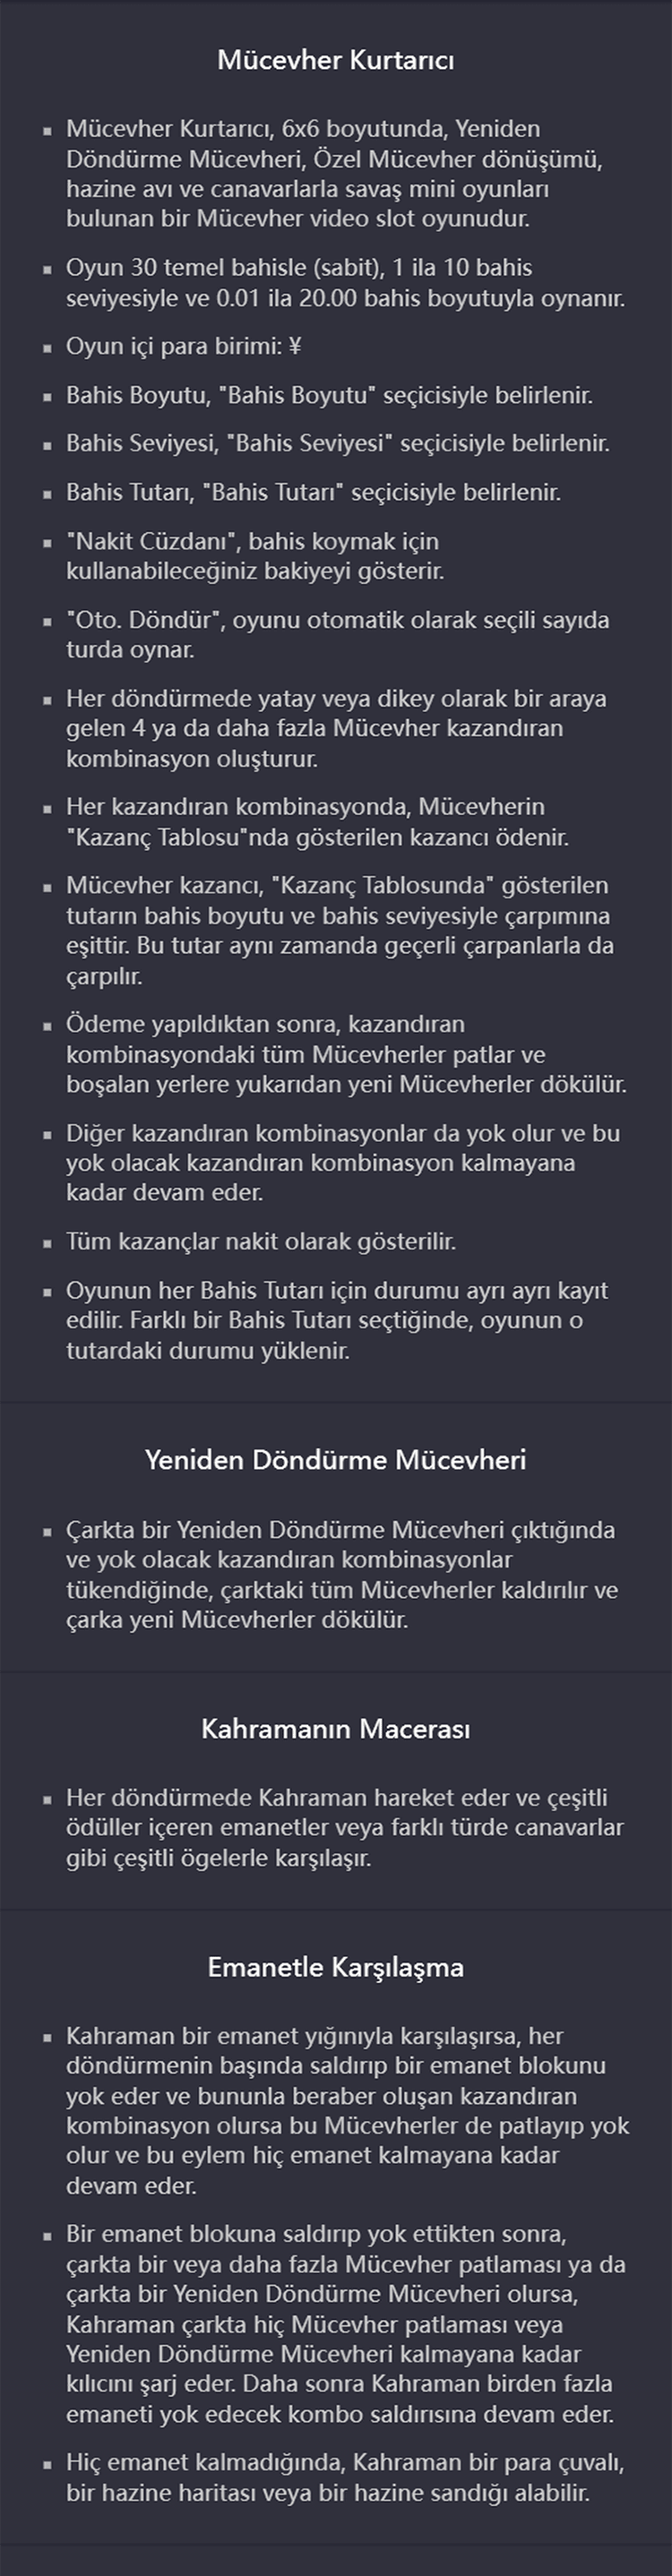 Mücevher Kurtarıcı
▪ Mücevher Kurtarıcı, 6x6 boyutunda, Yeniden
Döndürme Mücevheri, Özel Mücevher dönüşümü,
hazine avı ve canavarlarla savaş mini oyunları
bulunan bir Mücevher video slot oyunudur.
▪ Oyun 30 temel bahisle (sabit), 1 ila 10 bahis
seviyesiyle ve 0.01 ila 20.00 bahis boyutuyla oynanır.
▪ Oyun içi para birimi: ¥
▪ Bahis Boyutu, "Bahis Boyutu" seçicisiyle belirlenir.
▪ Bahis Seviyesi, "Bahis Seviyesi" seçicisiyle belirlenir.
▪ Bahis Tutarı, "Bahis Tutarı" seçicisiyle belirlenir.
▪ "Nakit Cüzdanı", bahis koymak için
kullanabileceğiniz bakiyeyi gösterir.
▪ "Oto. Döndür", oyunu otomatik olarak seçili sayıda
turda oynar.
▪ Her döndürmede yatay veya dikey olarak bir araya
gelen 4 ya da daha fazla Mücevher kazandıran
kombinasyon oluşturur.
▪ Her kazandıran kombinasyonda, Mücevherin
"Kazanç Tablosu"nda gösterilen kazancı ödenir.
▪ Mücevher kazancı, "Kazanç Tablosunda" gösterilen
tutarın bahis boyutu ve bahis seviyesiyle çarpımına
eşittir. Bu tutar aynı zamanda geçerli çarpanlarla da
çarpılır.
▪ Ödeme yapıldıktan sonra, kazandıran
kombinasyondaki tüm Mücevherler patlar ve
boşalan yerlere yukarıdan yeni Mücevherler dökülür.
▪ Diğer kazandıran kombinasyonlar da yok olur ve bu
yok olacak kazandıran kombinasyon kalmayana
kadar devam eder.
▪ Tüm kazançlar nakit olarak gösterilir.
▪ Oyunun her Bahis Tutarı için durumu ayrı ayrı kayıt
edilir. Farklı bir Bahis Tutarı seçtiğinde, oyunun o
tutardaki durumu yüklenir.
Yeniden Döndürme Mücevheri
▪ Çarkta bir Yeniden Döndürme Mücevheri çıktığında
ve yok olacak kazandıran kombinasyonlar
tükendiğinde, çarktaki tüm Mücevherler kaldırılır ve
çarka yeni Mücevherler dökülür.
Kahramanın Macerası
▪ Her döndürmede Kahraman hareket eder ve çeşitli
ödüller içeren emanetler veya farklı türde canavarlar
gibi çeşitli ögelerle karşılaşır.
Emanetle Karşılaşma
▪ Kahraman bir emanet yığınıyla karşılaşırsa, her
döndürmenin başında saldırıp bir emanet blokunu
yok eder ve bununla beraber oluşan kazandıran
kombinasyon olursa bu Mücevherler de patlayıp yok
olur ve bu eylem hiç emanet kalmayana kadar
devam eder.
▪ Bir emanet blokuna saldırıp yok ettikten sonra,
çarkta bir veya daha fazla Mücevher patlaması ya da
çarkta bir Yeniden Döndürme Mücevheri olursa,
Kahraman çarkta hiç Mücevher patlaması veya
Yeniden Döndürme Mücevheri kalmayana kadar
kılıcını şarj eder. Daha sonra Kahraman birden fazla
emaneti yok edecek kombo saldırısına devam eder.
▪ Hiç emanet kalmadığında, Kahraman bir para çuvalı,
bir hazine haritası veya bir hazine sandığı alabilir.